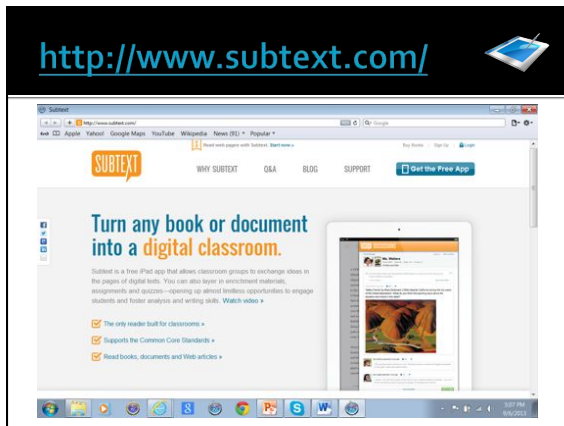 http://www.subtext.com/
Subtext
http://www.subtext.com/
Google
Apple Yahoo! Google Maps YouTube Wikipedia News (91) Popular
Read web pages with Subtext Start now »
Buy Books Sign Up Login
SUBTEXT
WHY SUBTEXT Q&A BLOG SUPPORT Get the Free App
Turn any book or document
into a digital classroom.
Subtext is a free iPad app that allows classroom groups to exchange ideas in
the pages of digital texts. You can also layer in enrichment materials,
assignments and quizzes—opening up almost limitless opportunities to engage
students and foster analysis and writing skills. Watch video »
The only reader built for classrooms »
Supports the Common Core Standards »
Read books, documents and Web articles »
Ms. Walters
5:07 PM
9/6/2013